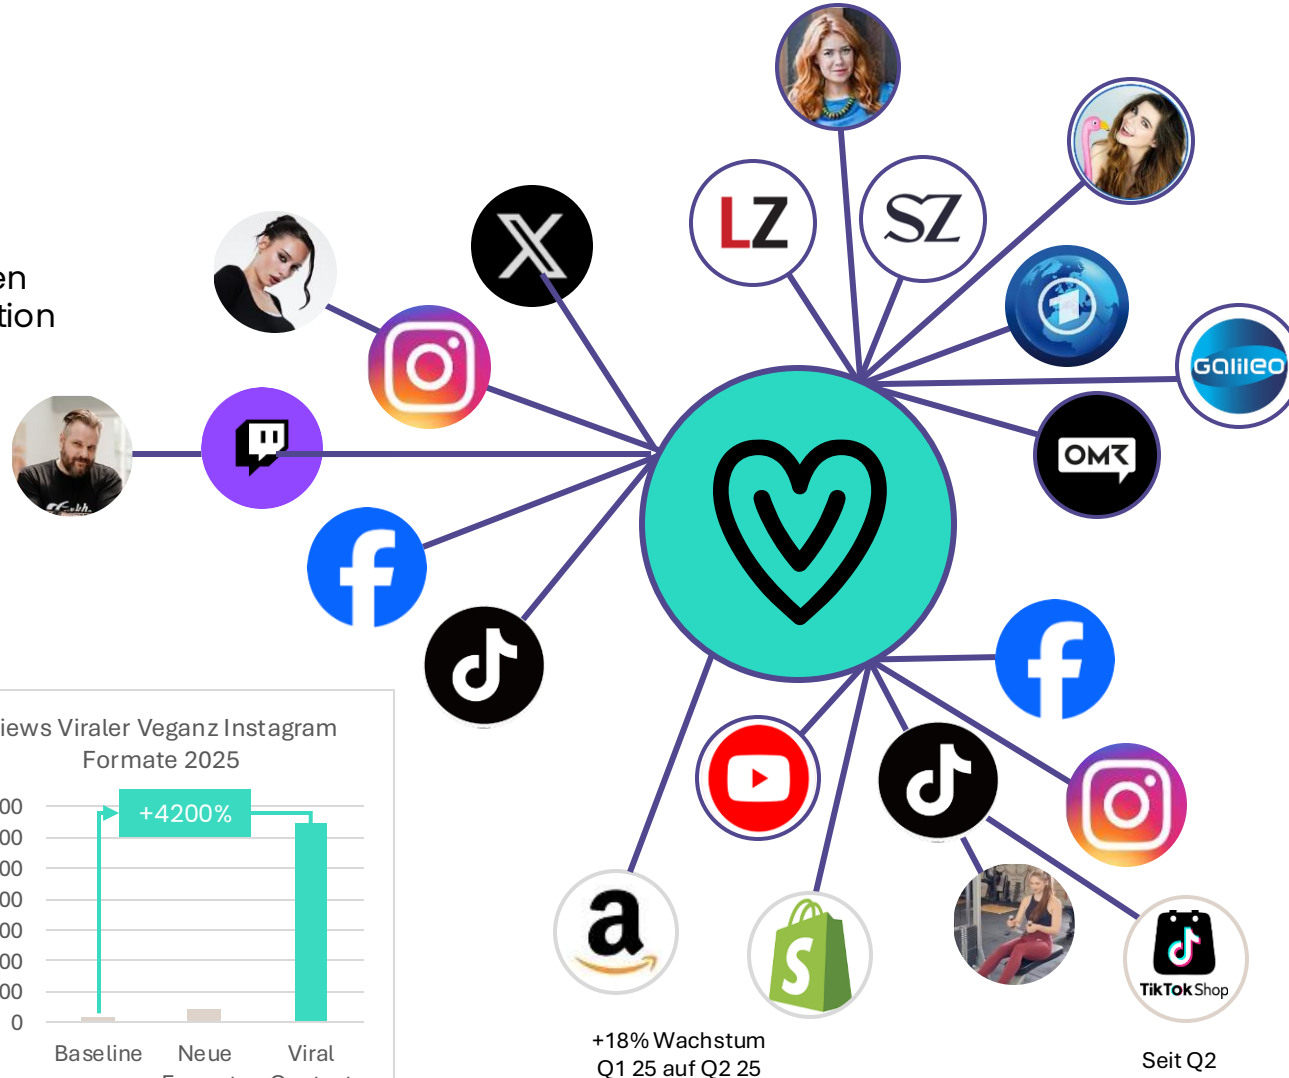 en
tion
X
LZ
SZ
1
Galileo
OMR
iews Viraler Veganz Instagram
Formate 2025
+4200%
00
00
00
00
00
00
00
0
Baseline
Neue
Viral
a
S
TikTok Shop
+18% Wachstum
Q1 25 auf Q2 25
Seit Q2